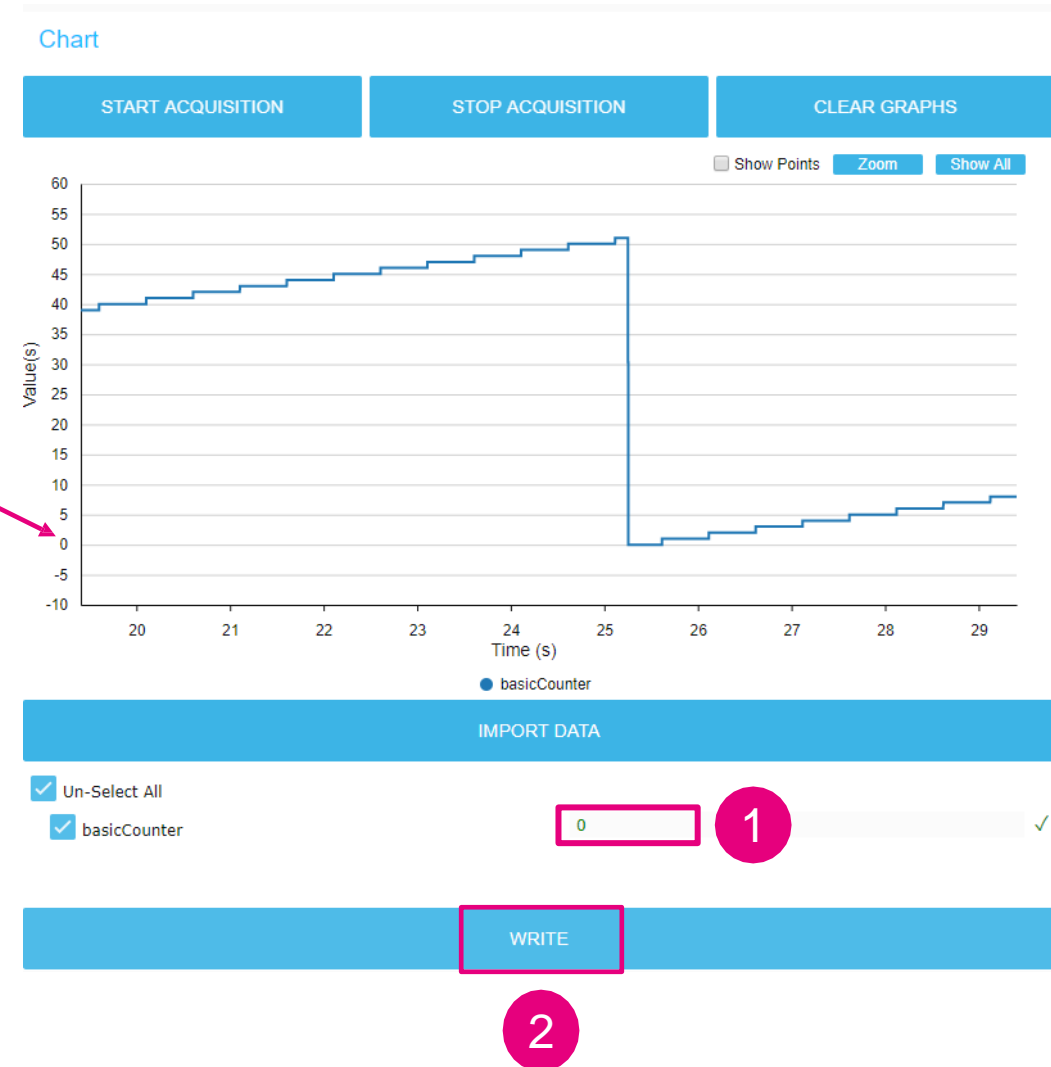 Chart
START ACQUISITION STOP ACQUISITION CLEAR GRAPHS
Show Points Zoom Show All
60
55
50
45
40
35
30
25
20
15
10
5
0
-5
-10
Value(s)
20 21 22 23 24 25 26 27 28 29
Time (s)
basicCounter
IMPORT DATA
Un-Select All
basicCounter 0 1
WRITE
2